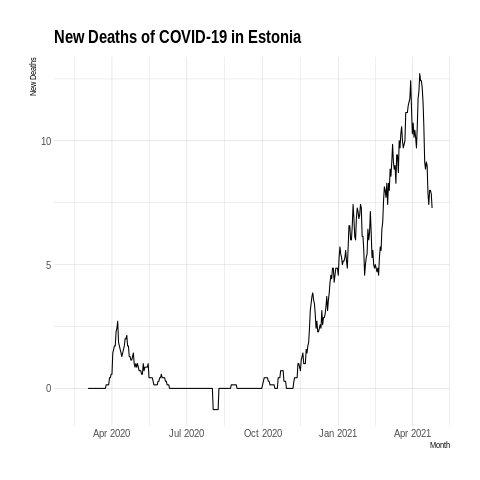 New Deaths of COVID-19 in Estonia
New Deaths
10
5
0
Apr 2020
Jul 2020
Oct 2020
Jan 2021
Apr 2021
Month